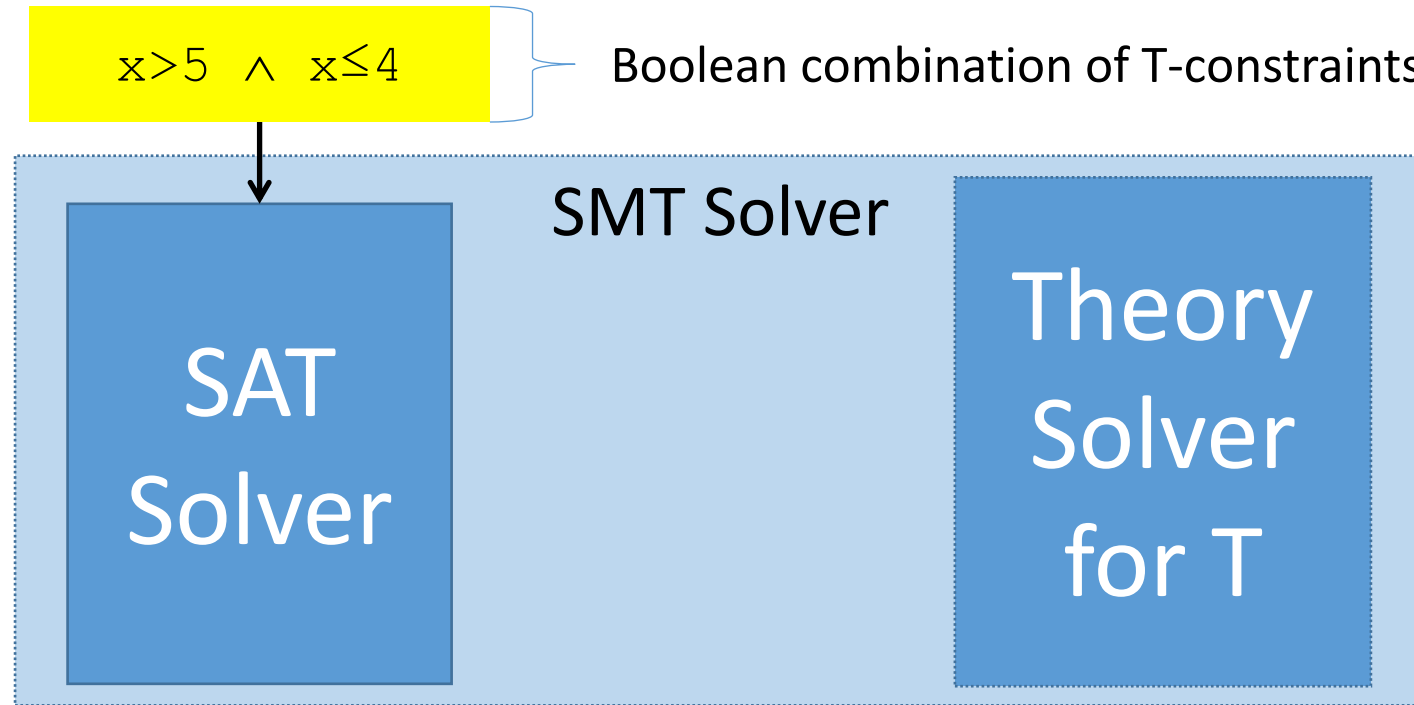 x>5 ∧ x≤4
Boolean combination of T-constraints
SMT Solver
SAT
Solver
Theory
Solver
for T